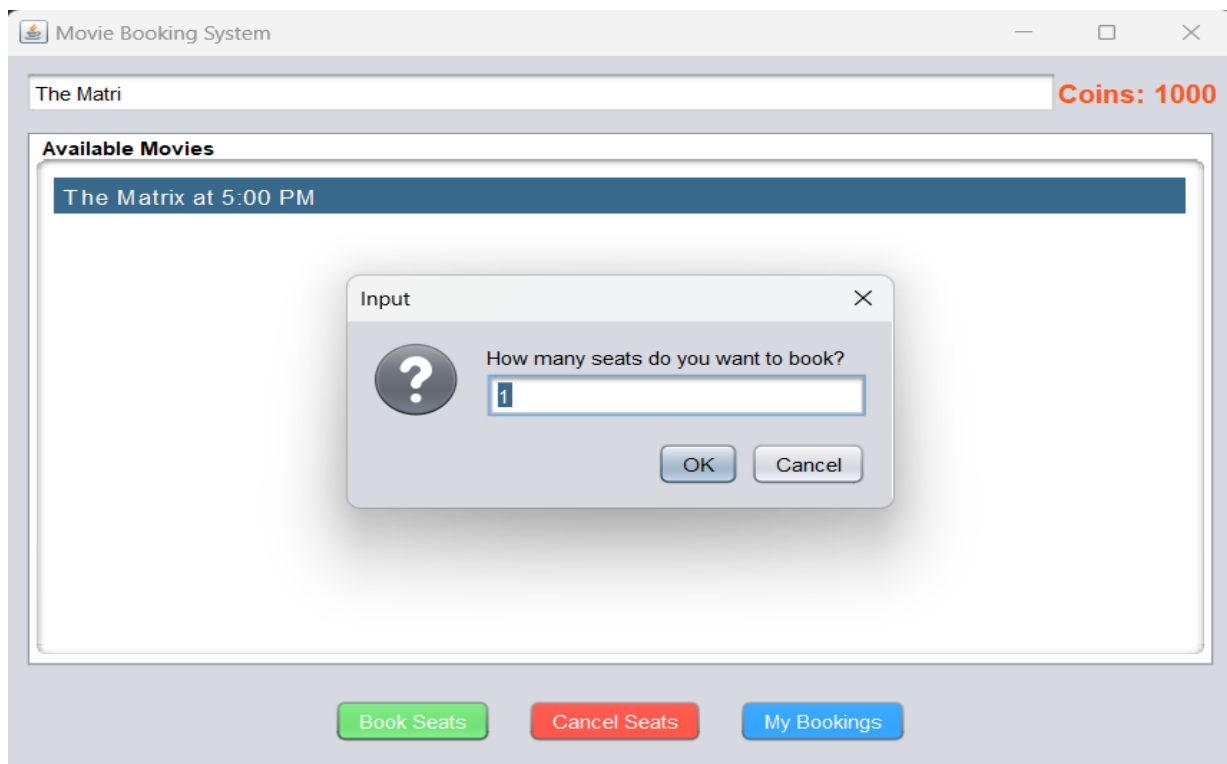 Movie Booking System
The Matri
Coins: 1000
Available Movies
The Matrix at 5:00 PM
Input
?
How many seats do you want to book?
1
OK
Cancel
Book Seats
Cancel Seats
My Bookings